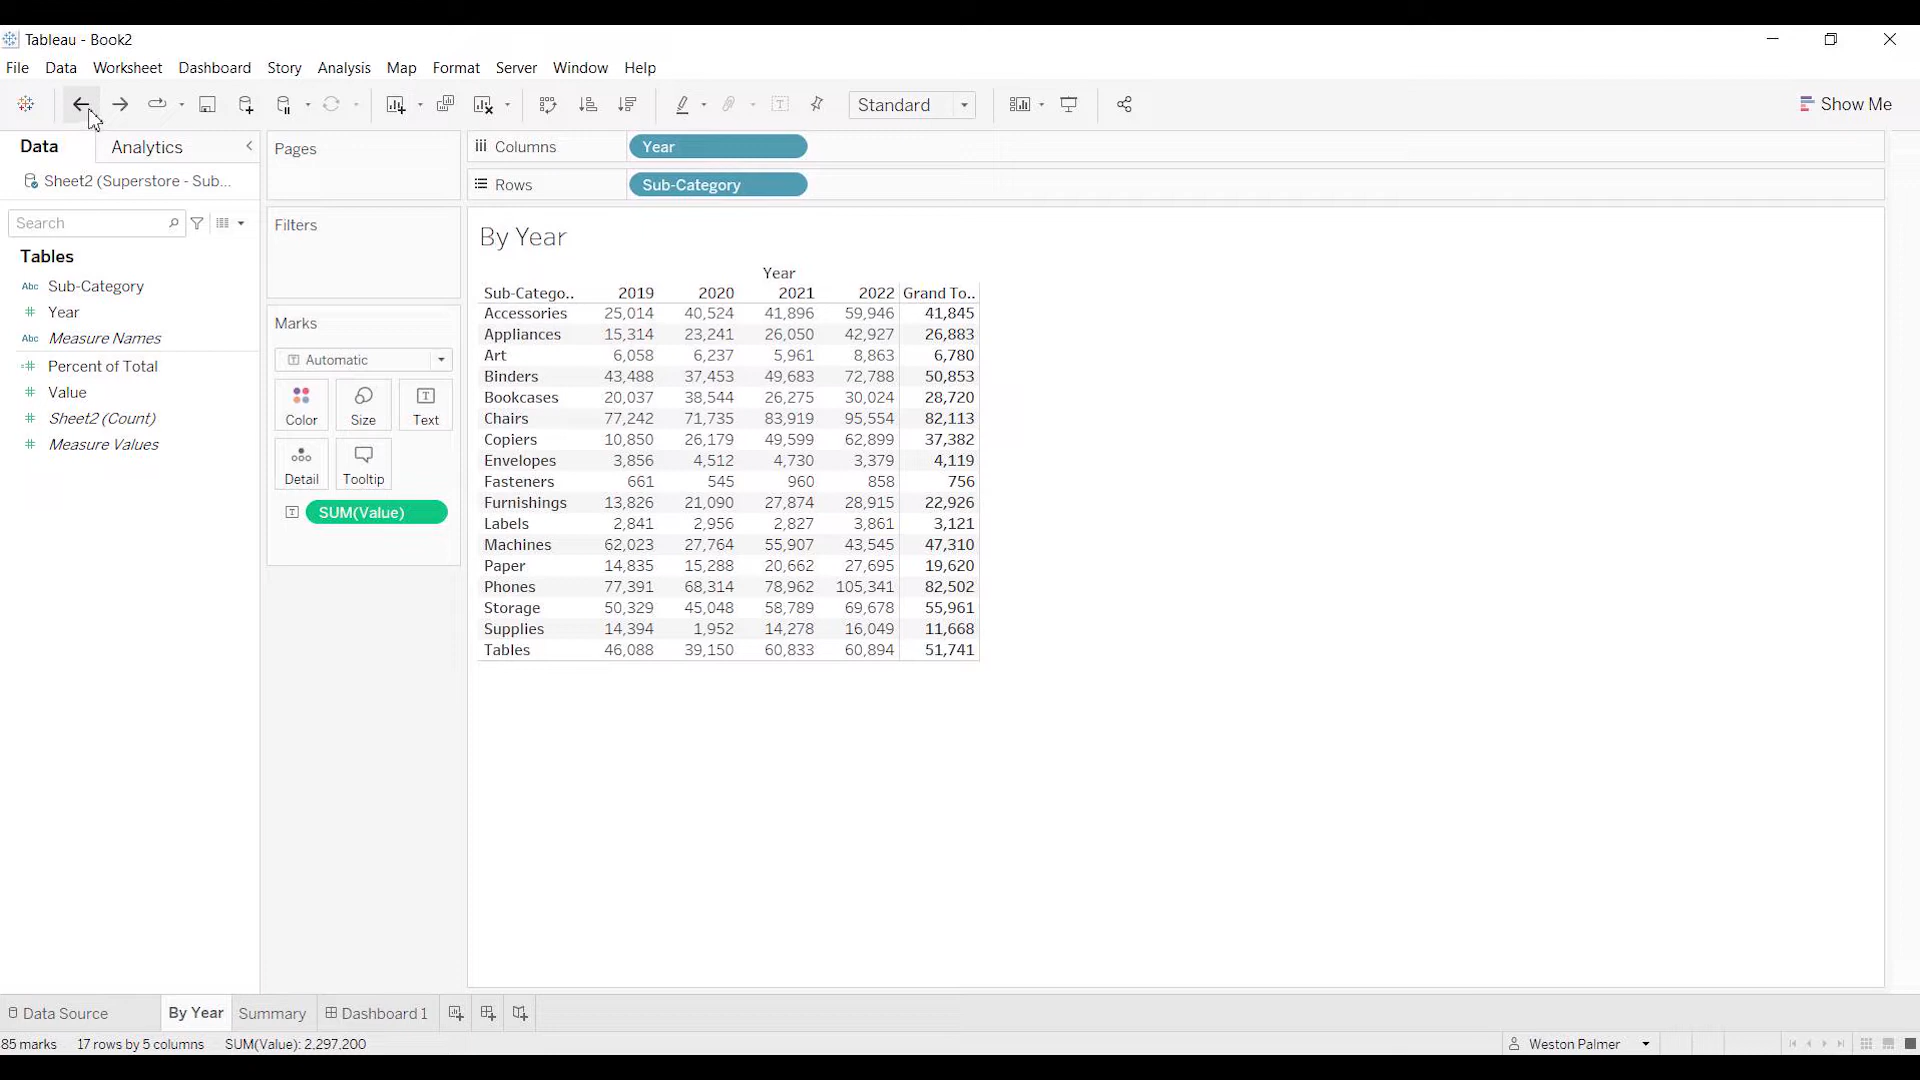 Tableau - Book2
File Data Worksheet Dashboard Story Analysis Map Format Server Window Help
Standard
Show Me
Data Analytics
Sheet2 (Superstore - Sub...
Search
Tables
Abc Sub-Category
Year
Abc Measure Names
Percent of Total
Value
Sheet2 (Count)
Measure Values
Pages
Filters
Marks
Automatic
Color Size Text
Detail Tooltip
SUM(Value)
Columns Year
Rows Sub-Category
By Year
Year
Sub-Catego.. 2019 2020 2021 2022 Grand To..
Accessories 25,014 40,524 41,896 59,946 41,845
Appliances 15,314 23,241 26,050 42,927 26,883
Art 6,058 6,237 5,961 8,863 6,780
Binders 43,488 37,453 49,683 72,788 50,853
Bookcases 20,037 38,544 26,275 30,024 28,720
Chairs 77,242 71,735 83,919 95,554 82,113
Copiers 10,850 26,179 49,599 62,899 37,382
Envelopes 3,856 4,512 4,730 3,379 4,119
Fasteners 661 545 960 858 756
Furnishings 13,826 21,090 27,874 28,915 22,926
Labels 2,841 2,956 2,827 3,861 3,121
Machines 62,023 27,764 55,907 43,545 47,310
Paper 14,835 15,288 20,662 27,695 19,620
Phones 77,391 68,314 78,962 105,341 82,502
Storage 50,329 45,048 58,789 69,678 55,961
Supplies 14,394 1,952 14,278 16,049 11,668
Tables 46,088 39,150 60,833 60,894 51,741
Data Source By Year Summary Dashboard 1
85 marks 17 rows by 5 columns SUM(Value): 2,297,200
Weston Palmer